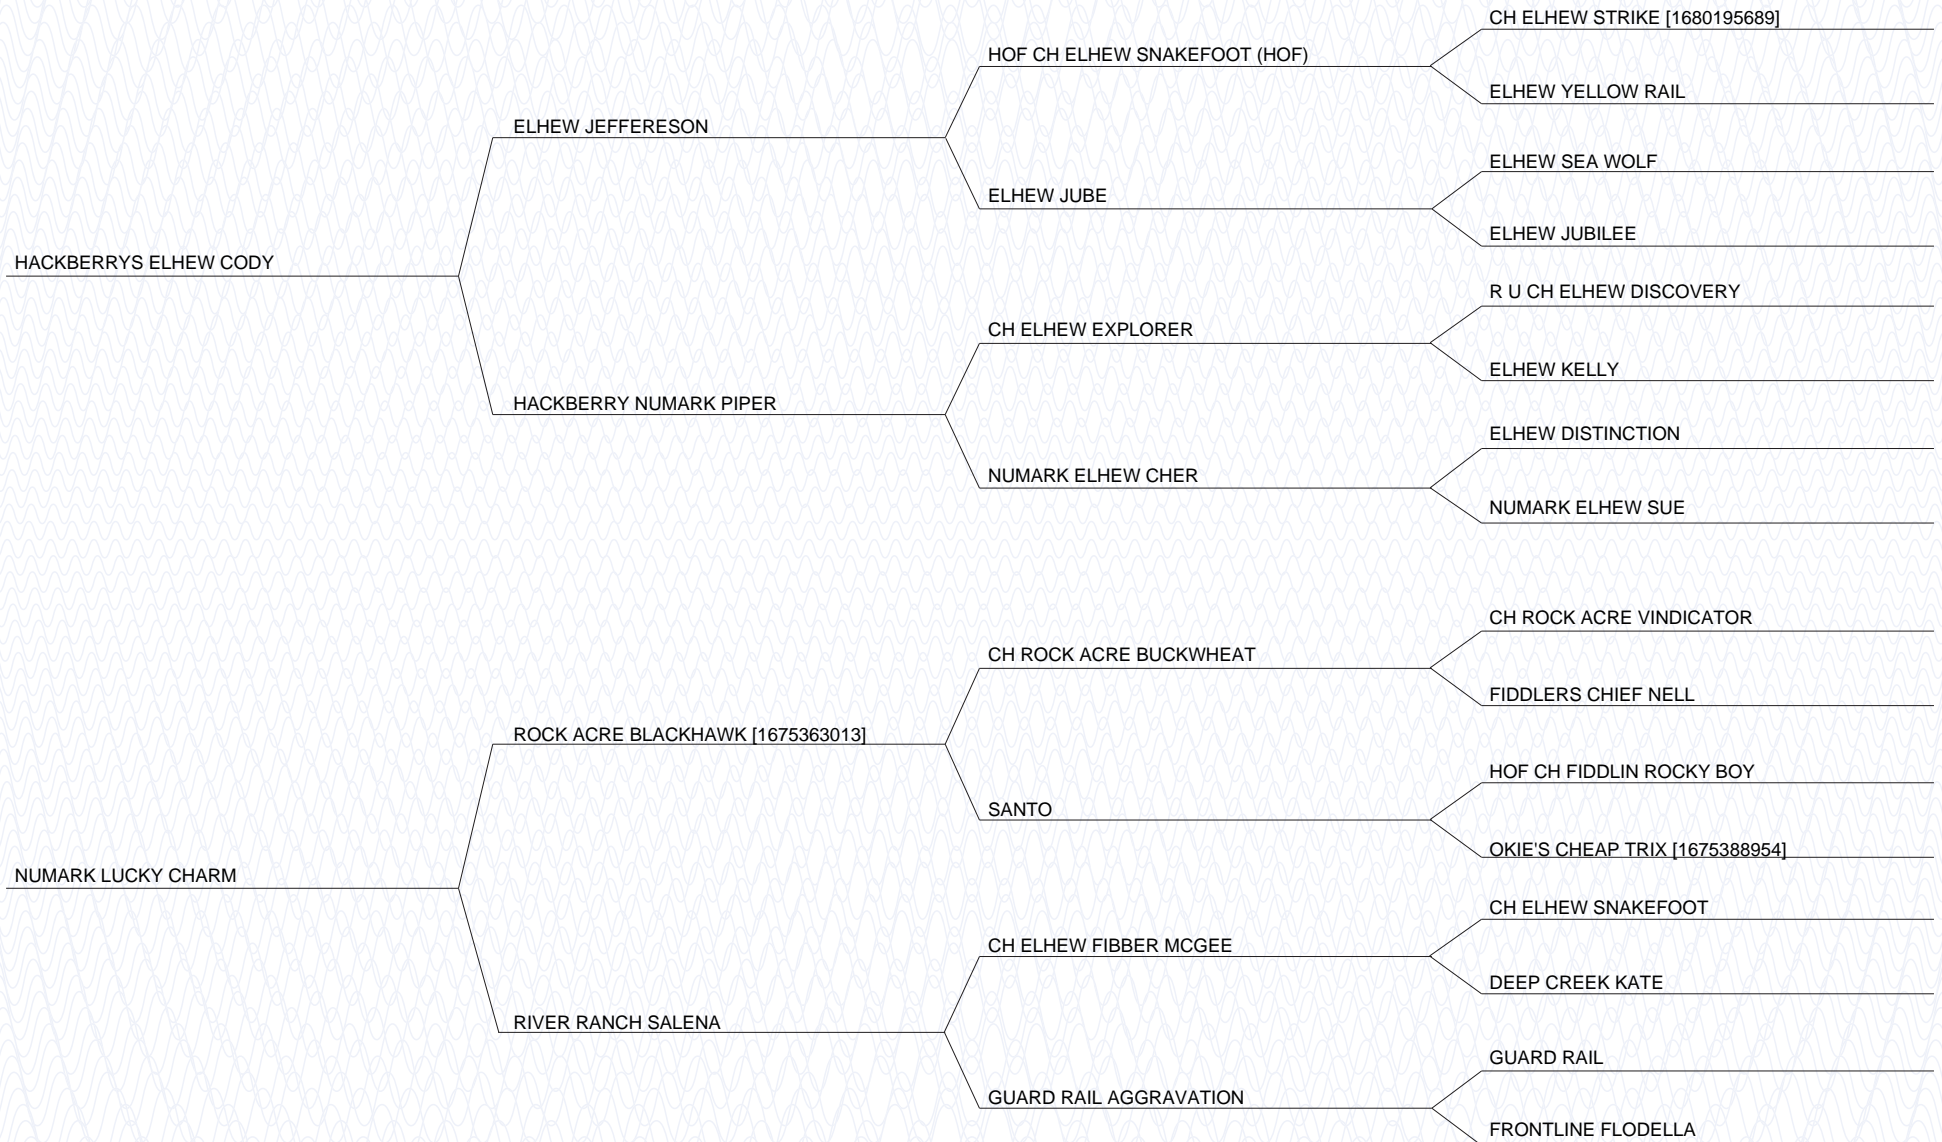 CH ELHEW STRIKE [1680195689]
HOF CH ELHEW SNAKEFOOT (HOF)
ELHEW YELLOW RAIL
ELHEW JEFFERESON
ELHEW SEA WOLF
ELHEW JUBE
ELHEW JUBILEE
HACKBERRYS ELHEW CODY
R U CH ELHEW DISCOVERY
CH ELHEW EXPLORER
ELHEW KELLY
HACKBERRY NUMARK PIPER
ELHEW DISTINCTION
NUMARK ELHEW CHER
NUMARK ELHEW SUE
CH ROCK ACRE VINDICATOR
CH ROCK ACRE BUCKWHEAT
FIDDLERS CHIEF NELL
ROCK ACRE BLACKHAWK [1675363013]
HOF CH FIDDLIN ROCKY BOY
SANTO
OKIE'S CHEAP TRIX [1675388954]
NUMARK LUCKY CHARM
CH ELHEW SNAKEFOOT
CH ELHEW FIBBER MCGEE
DEEP CREEK KATE
RIVER RANCH SALENA
GUARD RAIL
GUARD RAIL AGGRAVATION
FRONTLINE FLODELLA